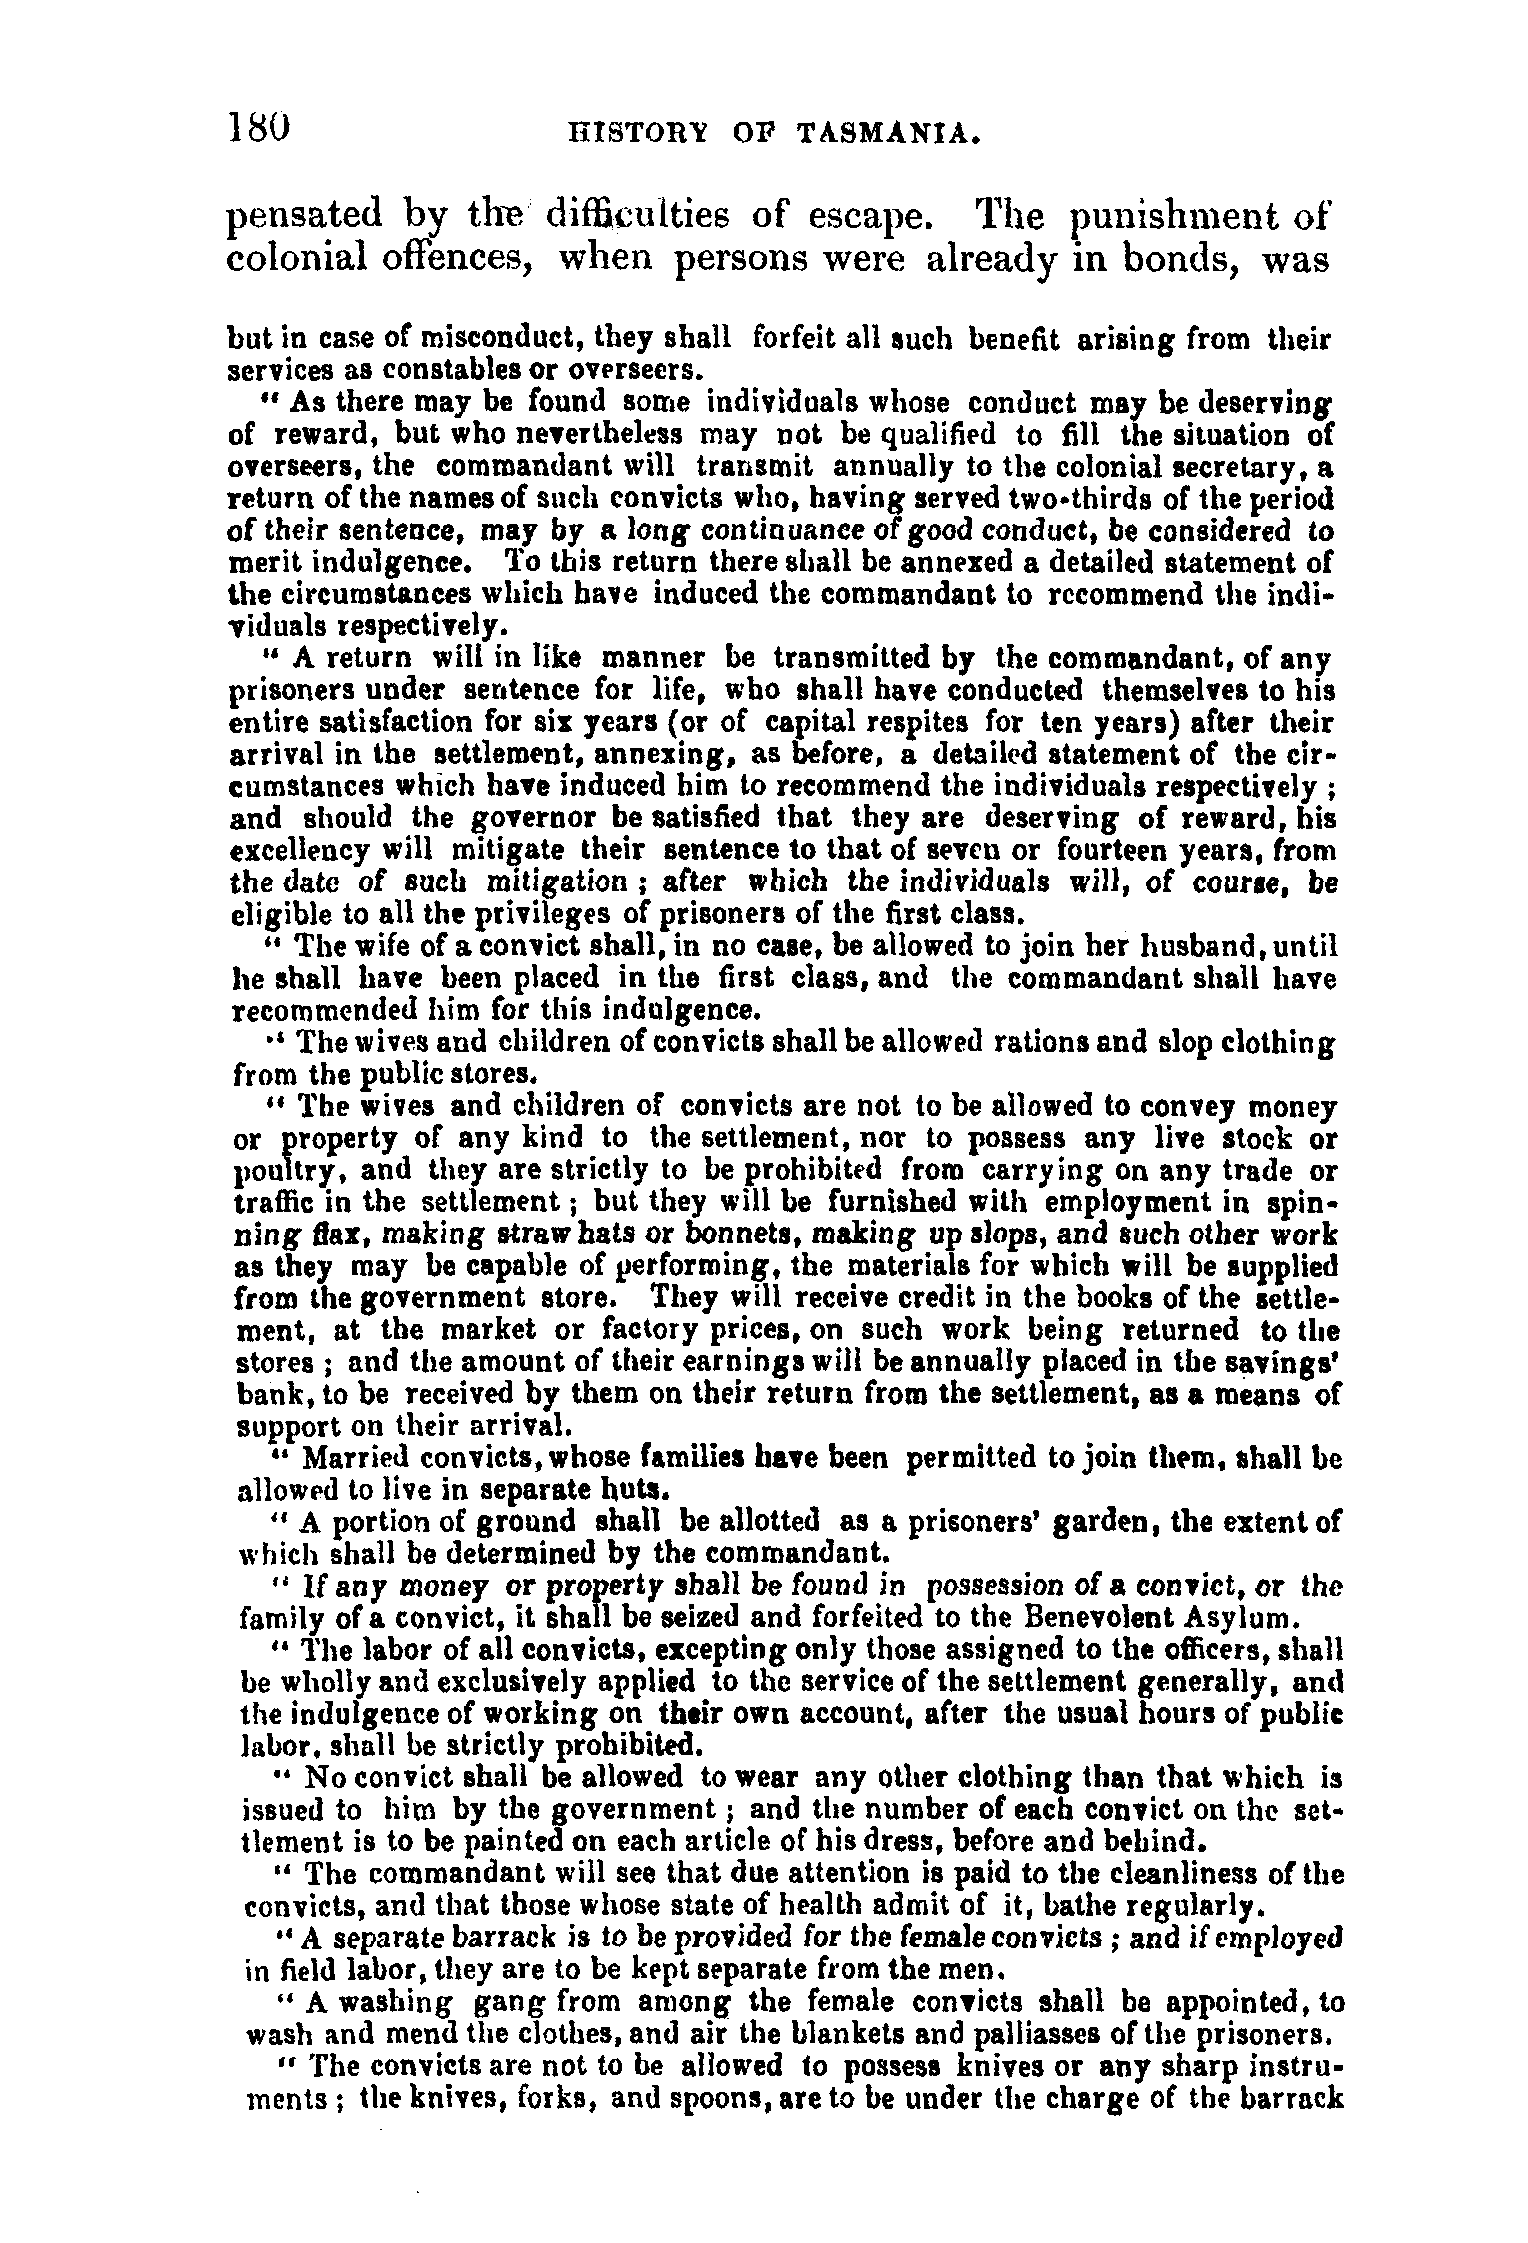 180 HISTORY OF TASMANIA.
pensated by the difficulties of escape. The punishment of
colonial offences, when persons were already in bonds, was
but in case of misconduct, they shall forfeit all such benefit arising from their
services as constables or overseers.
" As there may be found some individuals whose conduct may be deserving
of reward, but who nevertheless may not be qualified to fill the situation of
overseers, the commandant will transmit annually to the colonial secretary, a
return of the names of such convicts who, having served two-thirds of the period
of their sentence, may by a long continuance of good conduct, be considered to
merit indulgence. To this return there shall be annexed a detailed statement of
the circumstances which have induced the commandant to recommend the indi-
viduals respectively.
" A return will in like manner be transmitted by the commandant, of any
prisoners under sentence for life, who shall have conducted themselves to his
entire satisfaction for six years (or of capital respites for ten years) after their
arrival in the settlement, annexing, as before, a detailed statement of the cir-
cumstances which have induced him to recommend the individuals respectively ;
and should the governor be satisfied that they are deserving of reward, his
excellency will mitigate their sentence to that of seven or fourteen years, from
the date of such mitigation ; after which the individuals will, of course, be
eligible to all the privileges of prisoners of the first class.
" The wife of a convict shall, in no case, be allowed to join her husband, until
he shall have been placed in the first class, and the commandant shall have
recommended him for this indulgence.
" The wives and children of convicts shall be allowed rations and slop clothing
from the public stores.
" The wives and children of convicts are not to be allowed to convey money
or property of any kind to the settlement, nor to possess any live stock or
poultry, and they are strictly to be prohibited from carrying on any trade or
traffic in the settlement ; but they will be furnished with employment in spin-
ning flax, making straw hats or bonnets, making up slops, and such other work
as they may be capable of performing, the materials for which will be supplied
from the government store. They will receive credit in the books of the settle-
ment, at the market or factory prices, on such work being returned to the
stores ; and the amount of their earnings will be annually placed in the savings'
bank, to be received by them on their return from the settlement, as a means of
support on their arrival.
" Married convicts, whose families have been permitted to join them, shall be
allowed to live in separate huts.
" A portion of ground shall be allotted as a prisoners' garden, the extent of
which shall be determined by the commandant.
" If any money or property shall be found in possession of a convict, or the
family of a convict, it shall be seized and forfeited to the Benevolent Asylum.
" The labor of all convicts, excepting only those assigned to the officers, shall
be wholly and exclusively applied to the service of the settlement generally, and
the indulgence of working on their own account, after the usual hours of public
labor, shall be strictly prohibited.
" No convict shall be allowed to wear any other clothing than that which is
issued to him by the government ; and the number of each convict on the set-
tlement is to be painted on each article of his dress, before and behind.
" The commandant will see that due attention is paid to the cleanliness of the
convicts, and that those whose state of health admit of it, bathe regularly.
" A separate barrack is to be provided for the female convicts ; and if employed
in field labor, they are to be kept separate from the men.
" A washing gang from among the female convicts shall be appointed, to
wash and mend the clothes, and air the blankets and palliasses of the prisoners.
" The convicts are not to be allowed to possess knives or any sharp instru-
ments ; the knives, forks, and spoons, are to be under the charge of the barrack